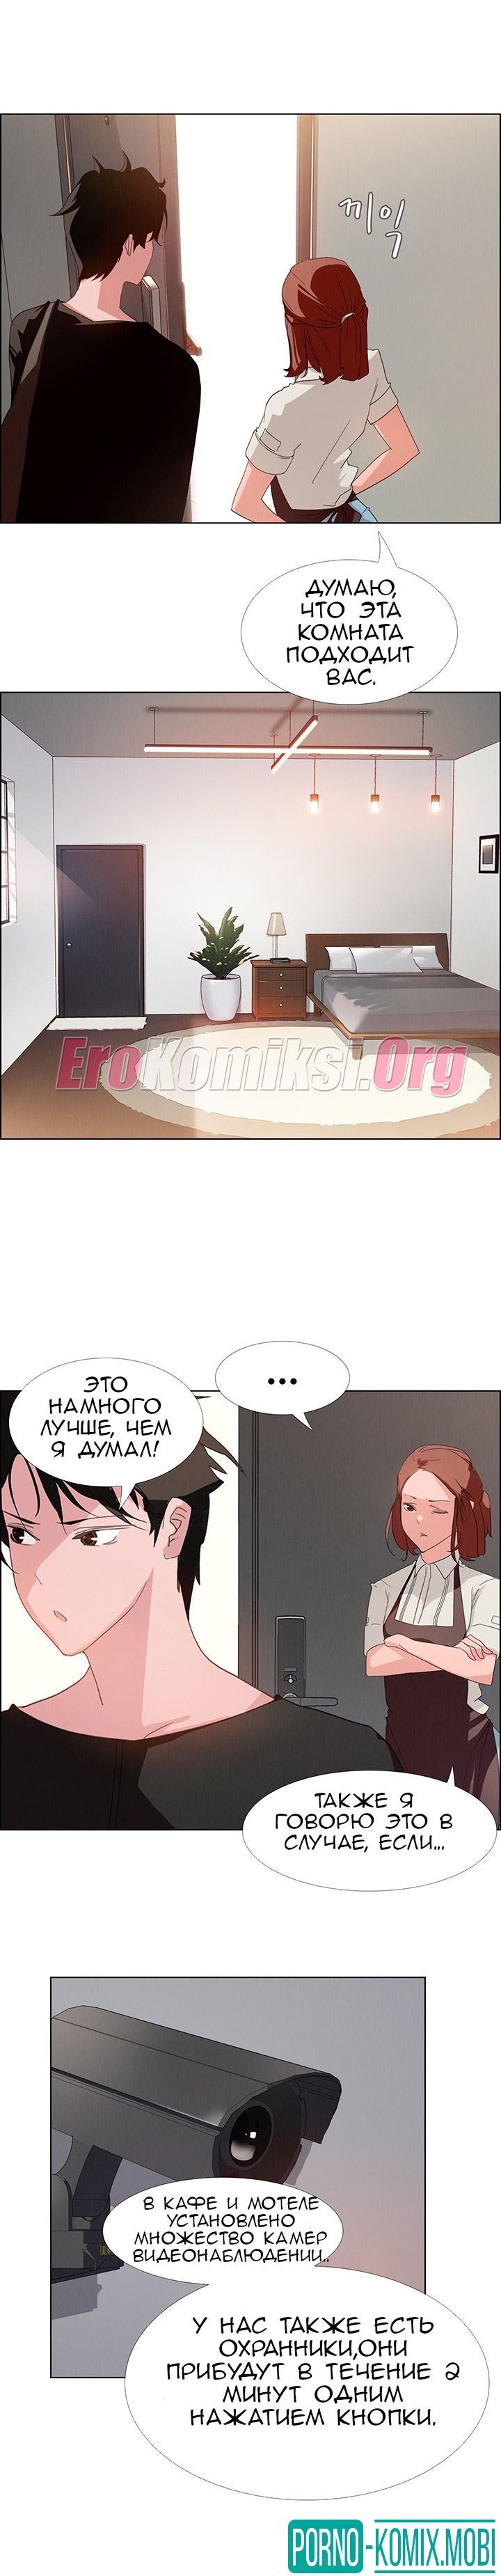 끼익
ДУМАЮ,
ЧТО ЭТА
КОМНАТА
ПОДХОДИТ
ВАС.
EroKomiksi.Org
ЭТО
НАМНОГО
ЛУЧШЕ, ЧЕМ
Я ДУМАЛ!
...
ТАКЖЕ Я
ГОВОРЮ ЭТО В
СЛУЧАЕ, ЕСЛИ...
В КАФЕ И МОТЕЛЕ
УСТАНОВЛЕНО
МНОЖЕСТВО КАМЕР
ВИДЕОНАБЛЮДЕНИИ..
У НАС ТАКЖЕ ЕСТЬ
ОХРАННИКИ,ОНИ
ПРИБУДУТ В ТЕЧЕНИЕ 2
МИНУТ ОДНИМ
НАЖАТИЕМ КНОПКИ.
PORNO-KOMIX.MOBI